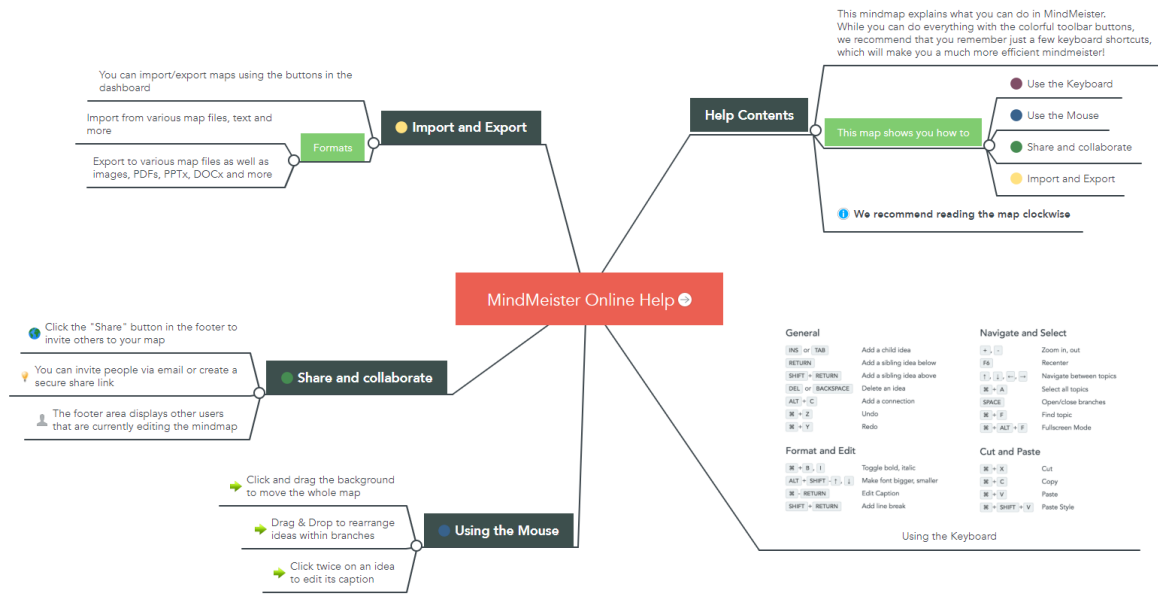 This mindmap explains what you can do in MindMeister.
While you can do everything with the colorful toolbar buttons,
we recommend that you remember just a few keyboard shortcuts,
which will make you a much more efficient mindmeister!
Help Contents
This map shows you how to
Use the Keyboard
Use the Mouse
Share and collaborate
Import and Export
We recommend reading the map clockwise
MindMeister Online Help
General
INS or TAB Add a child idea
RETURN Add a sibling idea below
SHIFT + RETURN Add a sibling idea above
DEL or BACKSPACE Delete an idea
ALT + C Add a connection
⌘ + Z Undo
⌘ + Y Redo
Navigate and Select
+ , - Zoom in, out
F6 Recenter
↑ , ↓ , ←, → Navigate between topics
⌘ + A Select all topics
SPACE Open/close branches
⌘ + F Find topic
⌘ + ALT + F Fullscreen Mode
Format and Edit
⌘ + B , I Toggle bold, italic
ALT + SHIFT - ↑ , ↓ Make font bigger, smaller
⌘ - RETURN Edit Caption
SHIFT + RETURN Add line break
Cut and Paste
⌘ + X Cut
⌘ + C Copy
⌘ + V Paste
⌘ + SHIFT + V Paste Style
Using the Keyboard
Using the Mouse
Click and drag the background
to move the whole map
Drag & Drop to rearrange
ideas within branches
Click twice on an idea
to edit its caption
Share and collaborate
Click the "Share" button in the footer to
invite others to your map
You can invite people via email or create a
secure share link
The footer area displays other users
that are currently editing the mindmap
Import and Export
You can import/export maps using the buttons in the
dashboard
Formats
Import from various map files, text and
more
Export to various map files as well as
images, PDFs, PPTx, DOCx and more